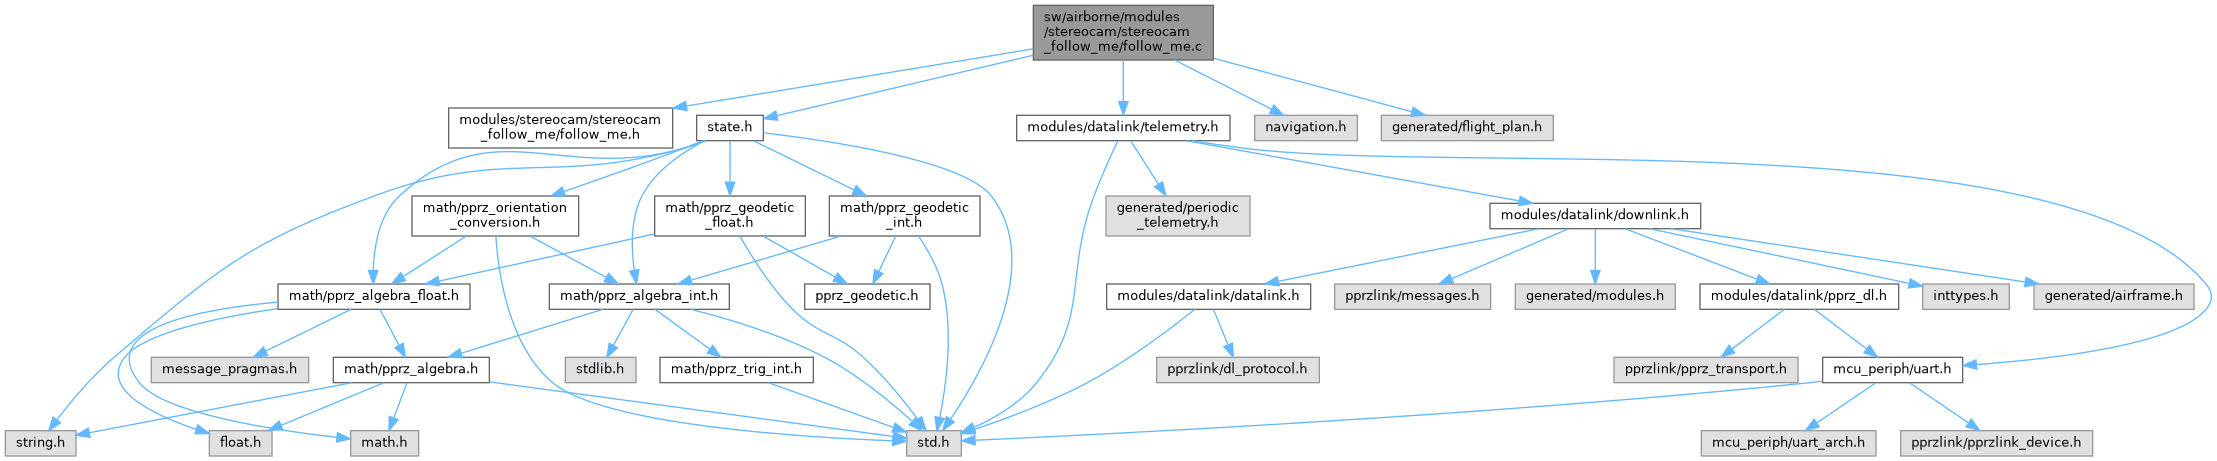 sw/airborne/modules
/stereocam/stereocam
_follow_me/follow_me.c
modules/stereocam/stereocam
_follow_me/follow_me.h
state.h
modules/datalink/telemetry.h
navigation.h
generated/flight_plan.h
math/pprz_orientation
_conversion.h
math/pprz_geodetic
_float.h
math/pprz_geodetic
_int.h
generated/periodic
_telemetry.h
modules/datalink/downlink.h
math/pprz_algebra_float.h
math/pprz_algebra_int.h
pprz_geodetic.h
modules/datalink/datalink.h
pprzlink/messages.h
generated/modules.h
modules/datalink/pprz_dl.h
inttypes.h
generated/airframe.h
message_pragmas.h
math/pprz_algebra.h
stdlib.h
math/pprz_trig_int.h
pprzlink/dl_protocol.h
pprzlink/pprz_transport.h
mcu_periph/uart.h
string.h
float.h
math.h
std.h
mcu_periph/uart_arch.h
pprzlink/pprzlink_device.h